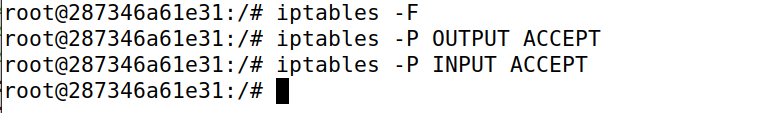 root@287346a61e31:/# iptables -F
root@287346a61e31:/# iptables -P OUTPUT ACCEPT
root@287346a61e31:/# iptables -P INPUT ACCEPT
root@287346a61e31:/#